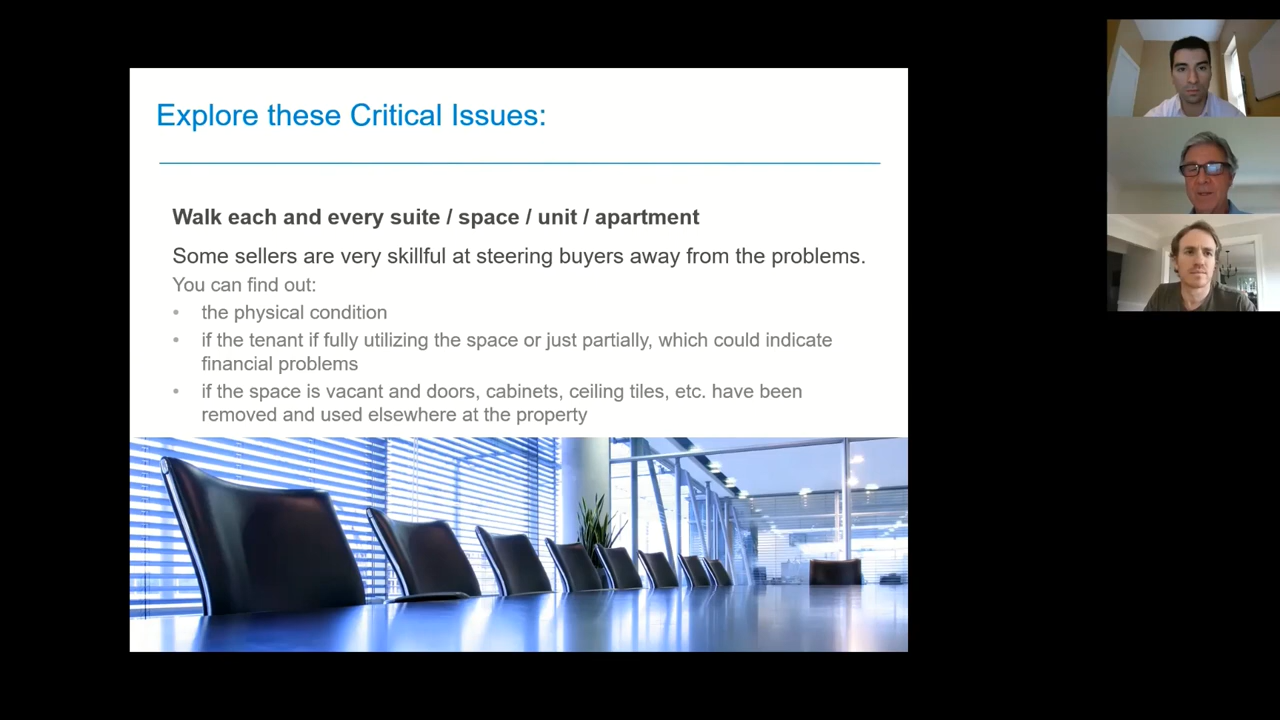 Explore these Critical Issues:
Walk each and every suite / space / unit / apartment
Some sellers are very skillful at steering buyers away from the problems.
You can find out:
• the physical condition
• if the tenant if fully utilizing the space or just partially, which could indicate
financial problems
• if the space is vacant and doors, cabinets, ceiling tiles, etc. have been
removed and used elsewhere at the property